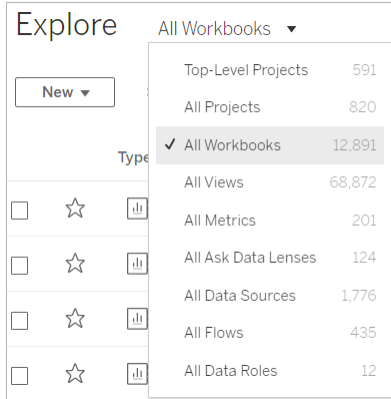 Explore All Workbooks
Top-Level Projects 591
New
All Projects 820
All Workbooks 12,891
Type
All Views 68,872
All Metrics 201
All Ask Data Lenses 124
All Data Sources 1,776
All Flows 435
All Data Roles 12